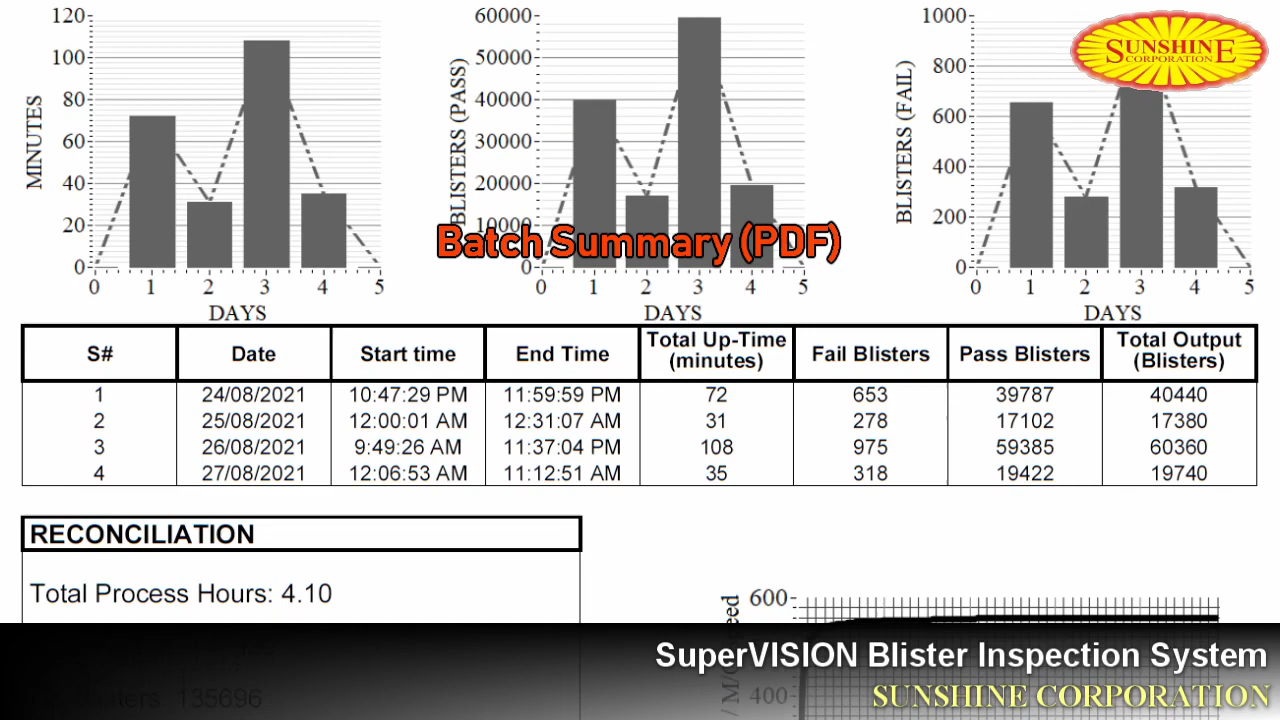 120
100
80
60
40
20
0
MINUTES
0 1 2 3 4 5
DAYS
60000
50000
40000
30000
20000
10000
0
BLISTERS (PASS)
0 1 2 3 4 5
DAYS
1000
800
600
400
200
0
BLISTERS (FAIL)
0 1 2 3 4 5
DAYS
SUNSHINE
CORPORATION
Batch Summary (PDF)
S# Date Start time End Time Total Up-Time (minutes) Fail Blisters Pass Blisters Total Output (Blisters)
1 24/08/2021 10:47:29 PM 11:59:59 PM 72 653 39787 40440
2 25/08/2021 12:00:01 AM 12:31:07 AM 31 278 17102 17380
3 26/08/2021 9:49:26 AM 11:37:04 PM 108 975 59385 60360
4 27/08/2021 12:06:53 AM 11:12:51 AM 35 318 19422 19740
RECONCILIATION
Total Process Hours: 4.10
600
400
135696
SuperVISION Blister Inspection System
SUNSHINE CORPORATION